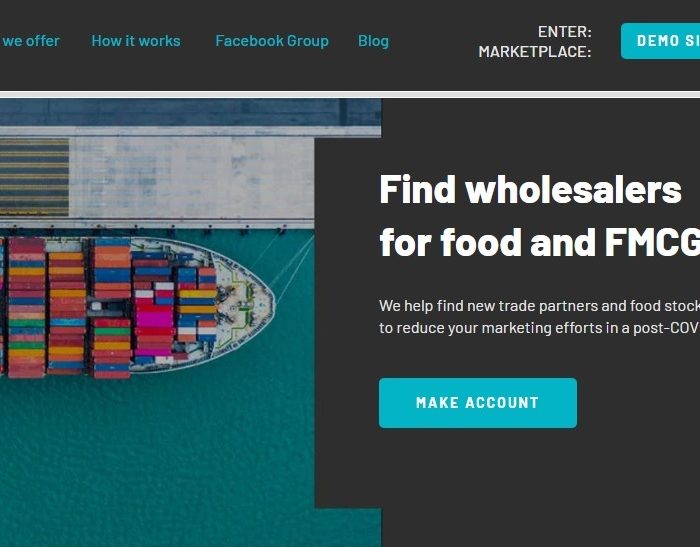 we offer How it works Facebook Group Blog
ENTER:
MARKETPLACE:
DEMO
Find wholesalers
for food and FMCG
We help find new trade partners and food stock
to reduce your marketing efforts in a post-COV
MAKE ACCOUNT